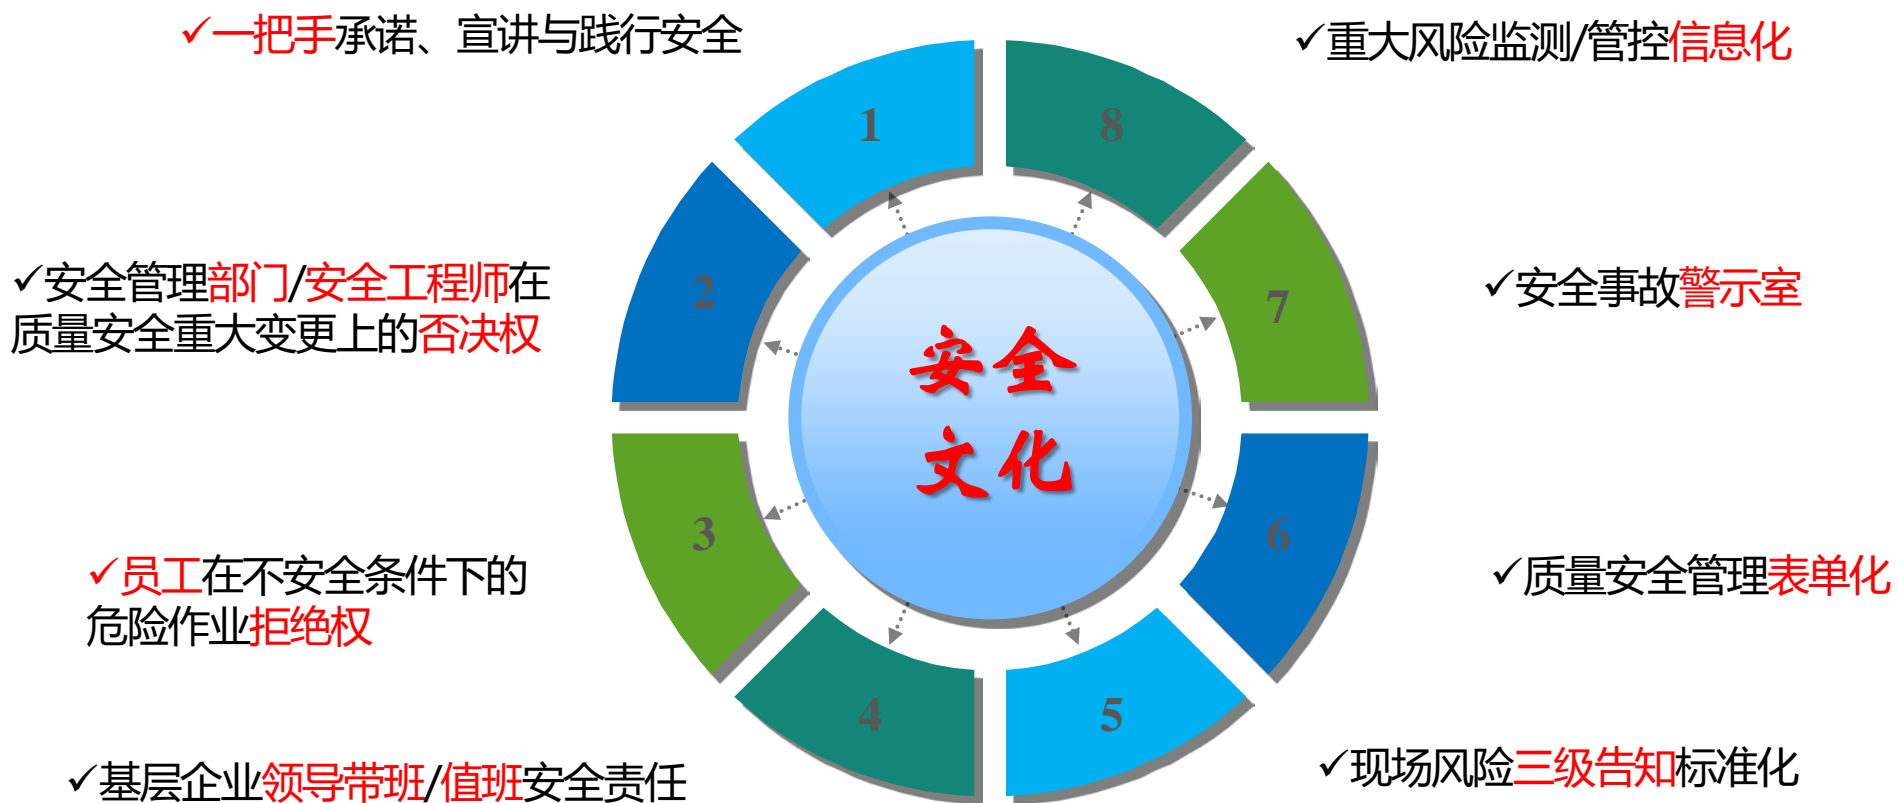 ✓一把手承诺、宣讲与践行安全
✓重大风险监测/管控信息化
1
8
✓安全管理部门/安全工程师在
质量安全重大变更上的否决权
2
7
✓安全事故警示室
安全
文化
3
6
✓员工在不安全条件下的
危险作业拒绝权
✓质量安全管理表单化
4
5
✓基层企业领导带班/值班安全责任
✓现场风险三级告知标准化